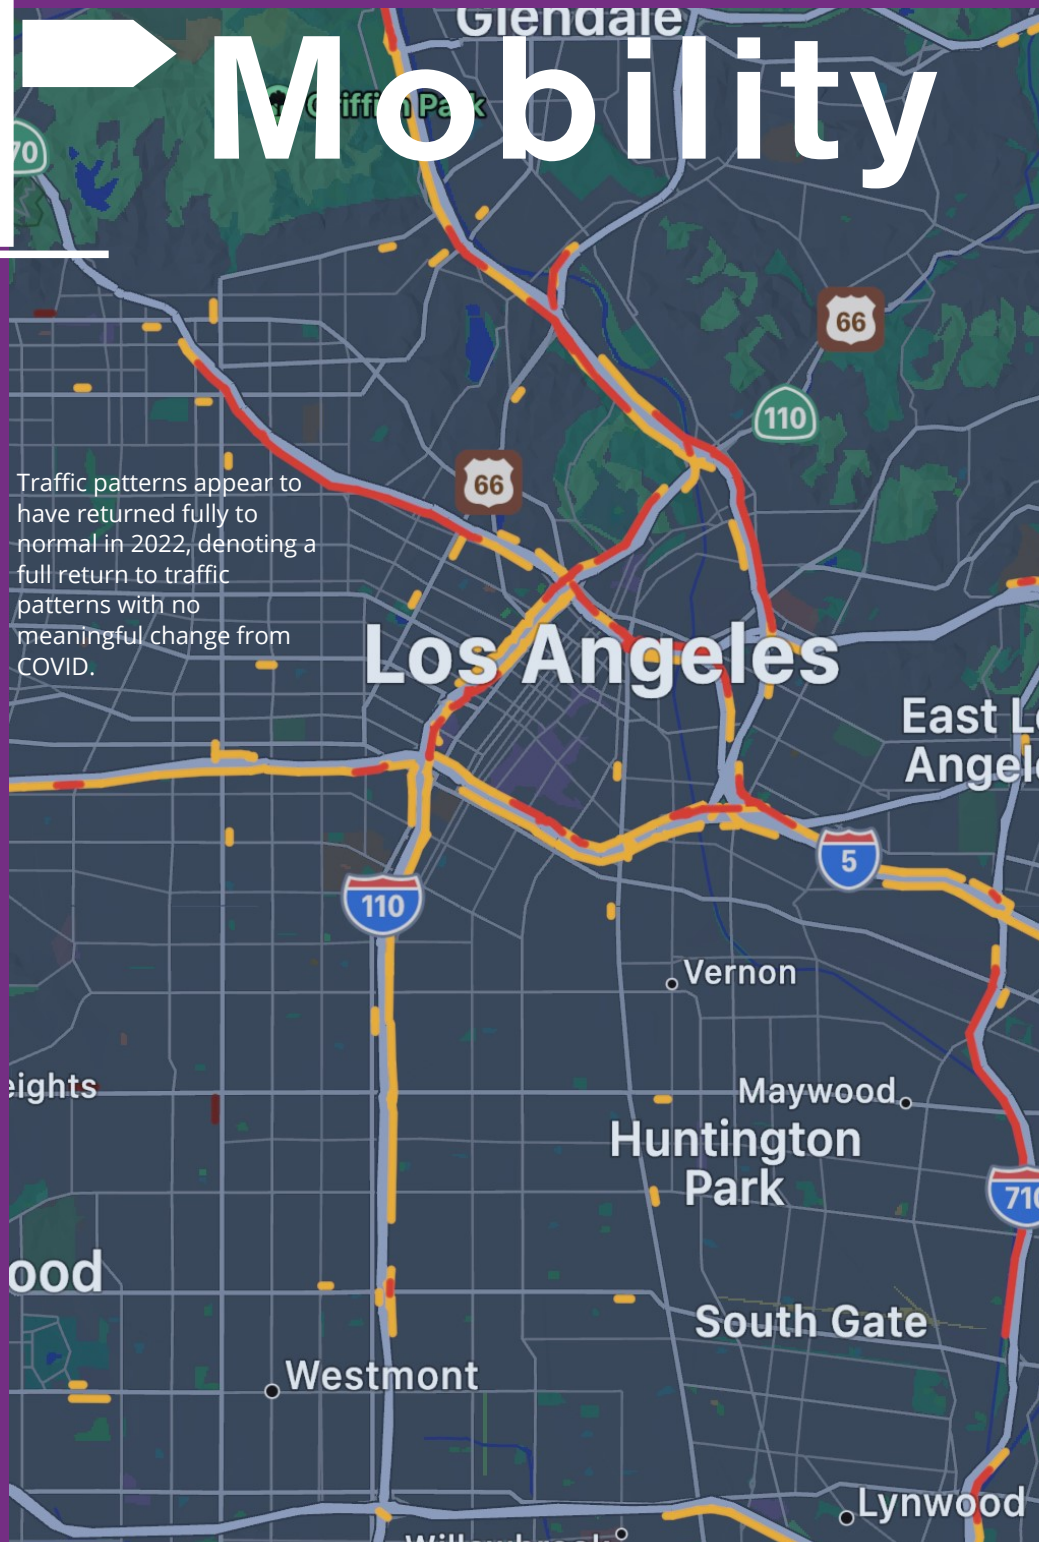 Glendale
Mobility
Griffith Park
70
66
110
66
Traffic patterns appear to
have returned fully to
normal in 2022, denoting a
full return to traffic
patterns with no
meaningful change from
COVID.
Los Angeles
East Lo
Angele
5
110
Vernon
eights
Maywood
Huntington
Park
710
ood
South Gate
Westmont
Lynwood
Willowbrook